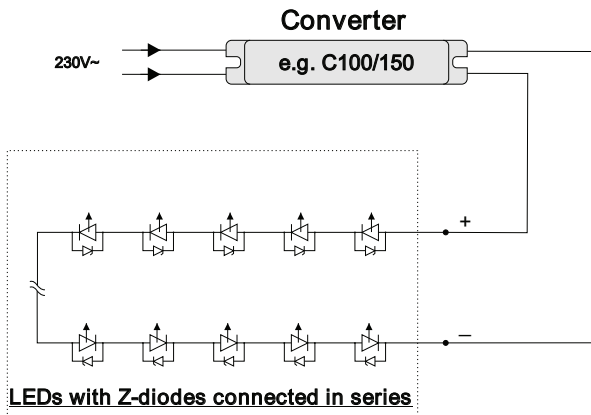 Converter
230V~
e.g. C100/150
+
–
LEDs with Z-diodes connected in series